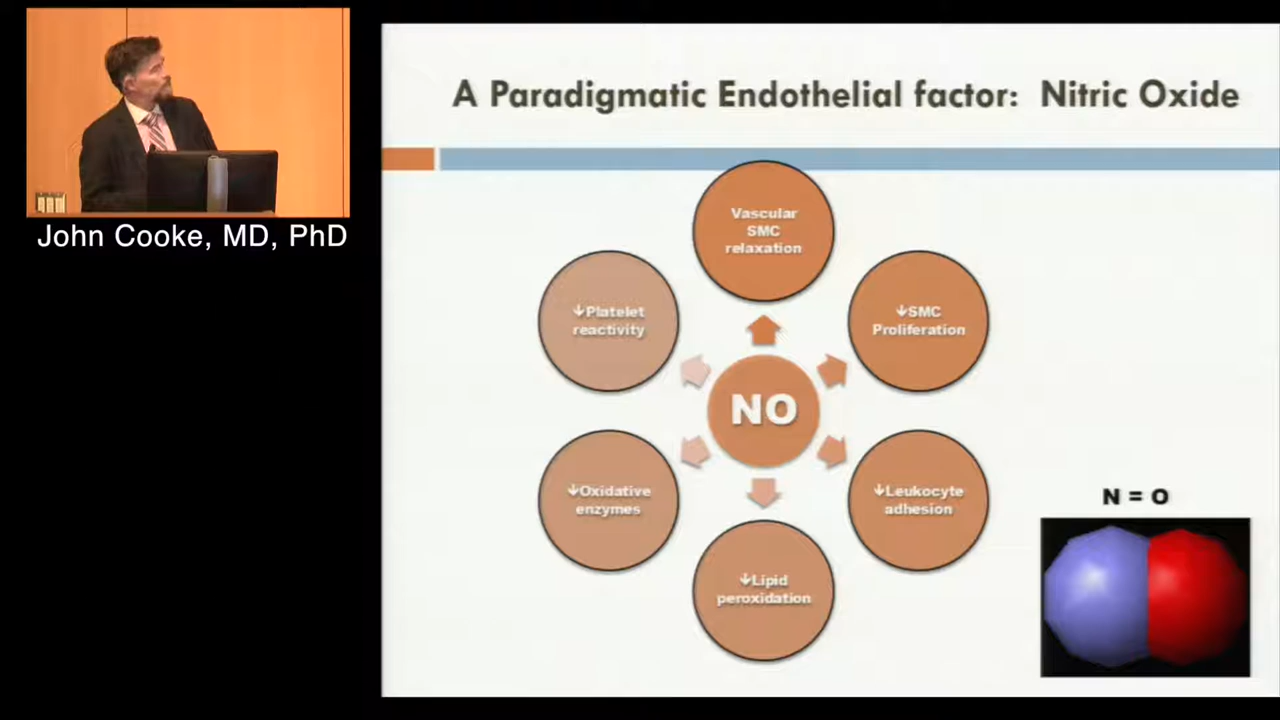 A Paradigmatic Endothelial factor: Nitric Oxide
John Cooke, MD, PhD
Vascular
SMC
relaxation
↓SMC
Proliferation
↓Leukocyte
adhesion
↓Lipid
peroxidation
↓Oxidative
enzymes
↓Platelet
reactivity
NO
N = O